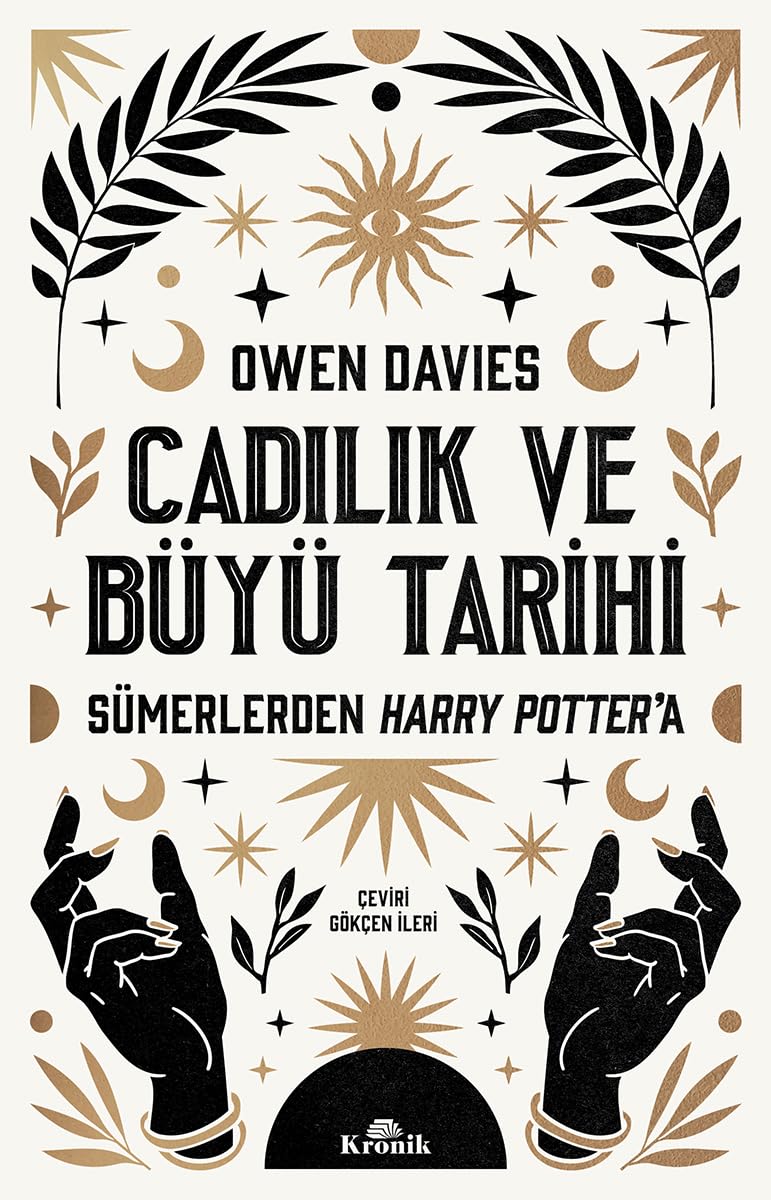 OWEN DAVIES
CADILIK VE
BÜYÜ TARİHİ
SÜMERLERDEN HARRY POTTER'A
ÇEVİRİ
GÖKÇEN İLERİ
Kronik